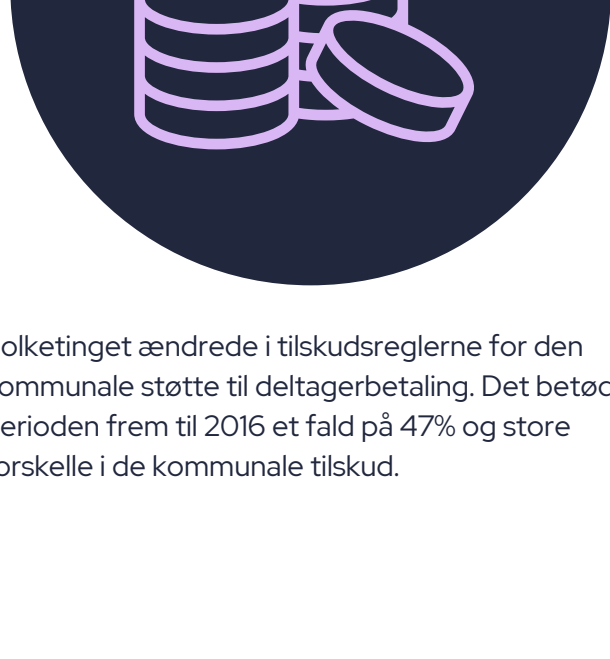 olketinget ændrede i tilskudsreglerne for den
ommunale støtte til deltagerbetaling. Det betød
erioden frem til 2016 et fald på 47% og store
orskelle i de kommunale tilskud.